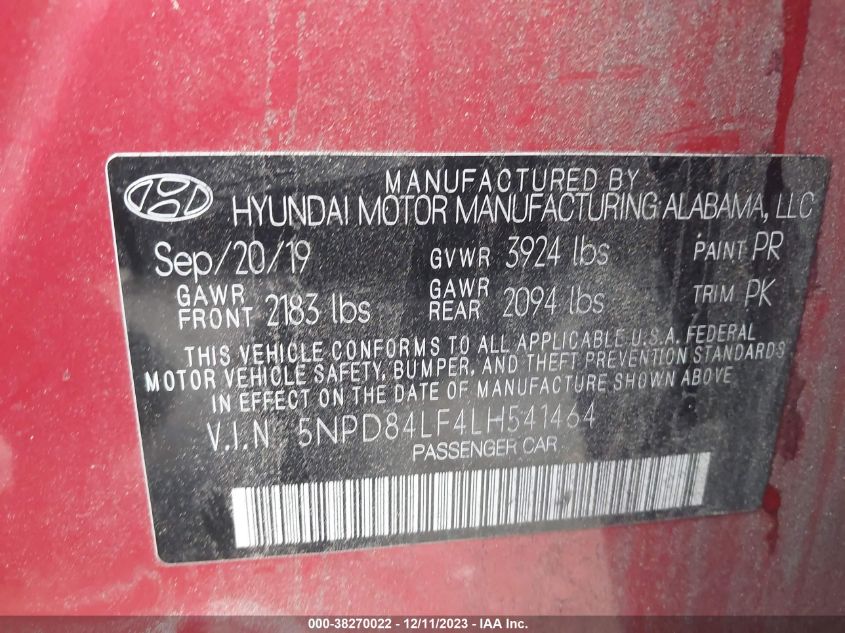 MANUFACTURED BY
HYUNDAI MOTOR MANUFACTURING ALABAMA, LLC
Sep/20/19 GVWR 3924 lbs PAINT PR
GAWR FRONT 2183 lbs GAWR REAR 2094 lbs TRIM PK
THIS VEHICLE CONFORMS TO ALL APPLICABLE U.S.A. FEDERAL
MOTOR VEHICLE SAFETY, BUMPER, AND THEFT PREVENTION STANDARDS
IN EFFECT ON THE DATE OF MANUFACTURE SHOWN ABOVE
V.I.N 5NPD84LF4LH541464
PASSENGER CAR
000-38270022 - 12/11/2023 - IAA Inc.